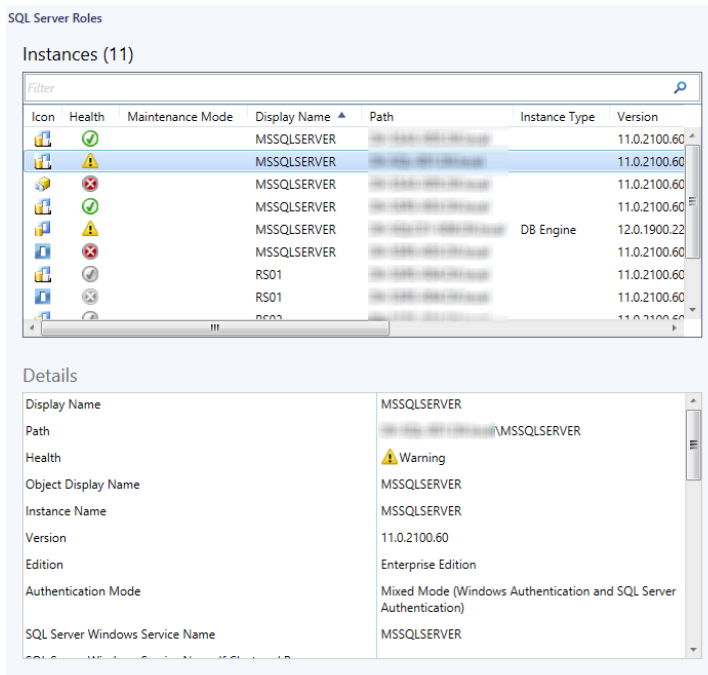 SQL Server Roles
Instances (11)
Filter
Icon Health Maintenance Mode Display Name Path Instance Type Version
MSSQLSERVER 11.0.2100.60
MSSQLSERVER 11.0.2100.60
MSSQLSERVER 11.0.2100.60
MSSQLSERVER 11.0.2100.60
MSSQLSERVER DB Engine 12.0.1900.22
MSSQLSERVER 11.0.2100.60
RS01 11.0.2100.60
RS01 11.0.2100.60
Details
Display Name MSSQLSERVER
Path \MSSQLSERVER
Health Warning
Object Display Name MSSQLSERVER
Instance Name MSSQLSERVER
Version 11.0.2100.60
Edition Enterprise Edition
Authentication Mode Mixed Mode (Windows Authentication and SQL Server
Authentication)
SQL Server Windows Service Name MSSQLSERVER